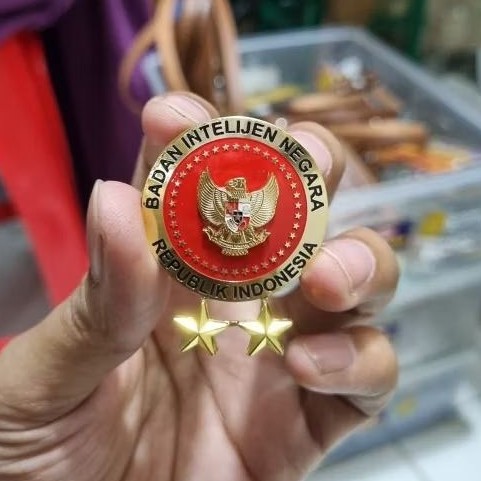 BADAN INTELIJEN NEGARA
REPUBLIK INDONESIA